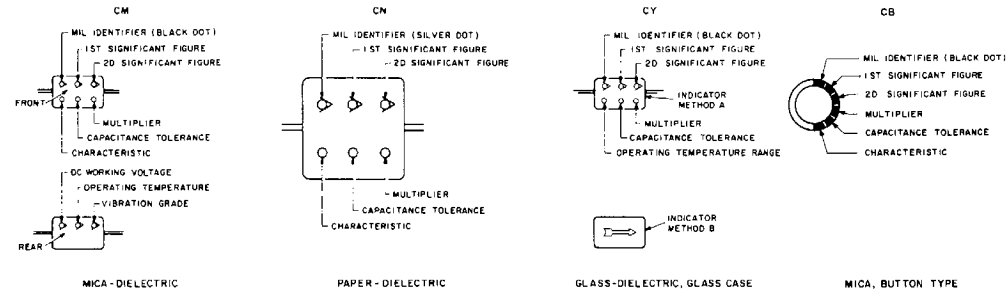 CM
MIL IDENTIFIER (BLACK DOT)
1ST SIGNIFICANT FIGURE
2D SIGNIFICANT FIGURE
FRONT
MULTIPLIER
CAPACITANCE TOLERANCE
CHARACTERISTIC
DC WORKING VOLTAGE
OPERATING TEMPERATURE
VIBRATION GRADE
REAR
MICA-DIELECTRIC
CN
MIL IDENTIFIER (SILVER DOT)
1ST SIGNIFICANT FIGURE
2D SIGNIFICANT FIGURE
MULTIPLIER
CAPACITANCE TOLERANCE
CHARACTERISTIC
PAPER-DIELECTRIC
CY
MIL IDENTIFIER (BLACK DOT)
1ST SIGNIFICANT FIGURE
2D SIGNIFICANT FIGURE
INDICATOR
METHOD A
MULTIPLIER
CAPACITANCE TOLERANCE
OPERATING TEMPERATURE RANGE
INDICATOR
METHOD B
GLASS-DIELECTRIC, GLASS CASE
CB
MIL IDENTIFIER (BLACK DOT)
1ST SIGNIFICANT FIGURE
2D SIGNIFICANT FIGURE
MULTIPLIER
CAPACITANCE TOLERANCE
CHARACTERISTIC
MICA, BUTTON TYPE